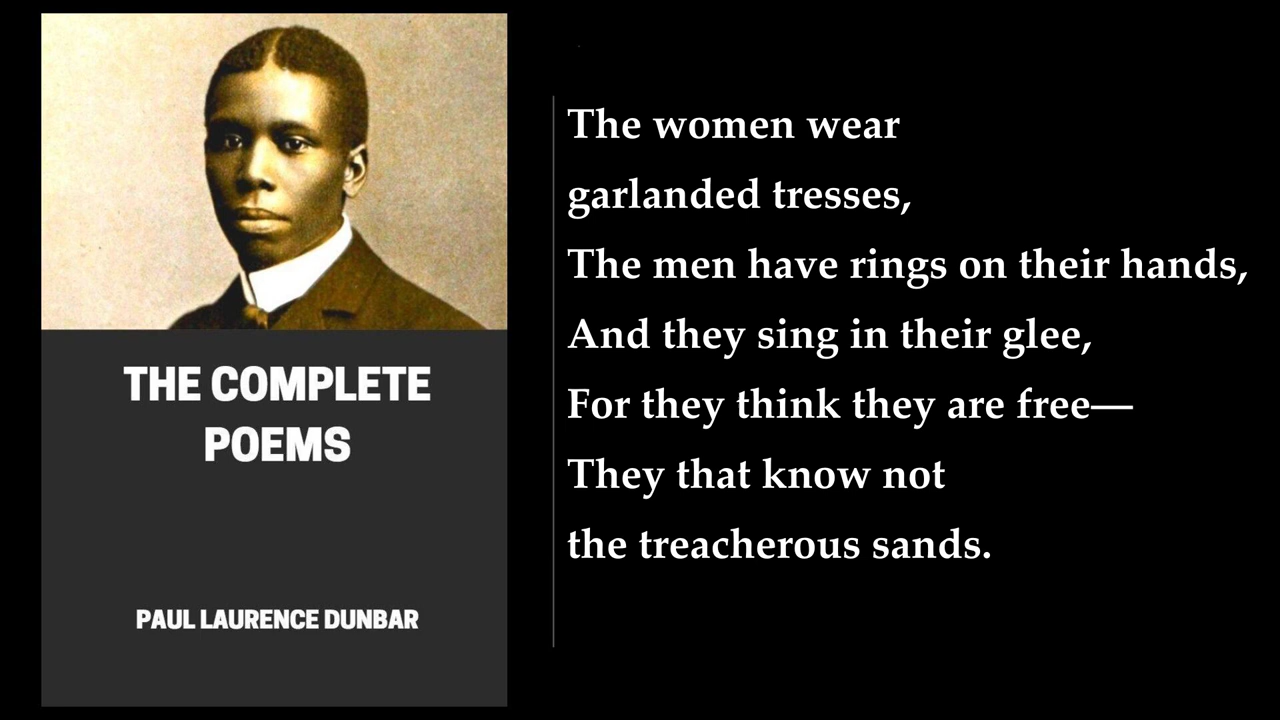 THE COMPLETE
POEMS
PAUL LAURENCE DUNBAR
The women wear
garlanded tresses,
The men have rings on their hands,
And they sing in their glee,
For they think they are free—
They that know not
the treacherous sands.